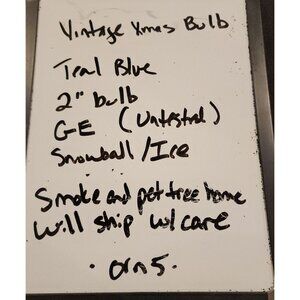 Vintage Xmas Bulb
Teal Blue
2" bulb
GE (Untestd)
Snowball/Ice
Smoke and pet free home
will ship w/ care
. orn5.